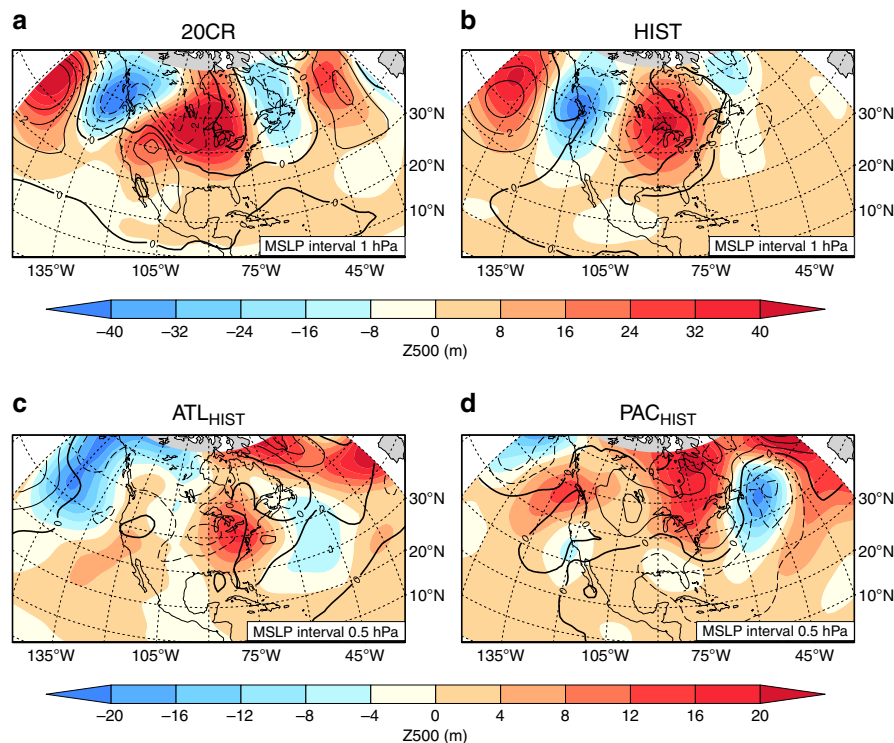 a
20CR
b
HIST
30°N
20°N
10°N
MSLP interval 1 hPa
135°W
105°W
75°W
45°W
30°N
20°N
10°N
MSLP interval 1 hPa
135°W
105°W
75°W
45°W
−40
−32
−24
−16
−8
0
8
16
24
32
40
Z500 (m)
c
ATL_HIST
d
PAC_HIST
30°N
20°N
10°N
MSLP interval 0.5 hPa
135°W
105°W
75°W
45°W
30°N
20°N
10°N
MSLP interval 0.5 hPa
135°W
105°W
75°W
45°W
−20
−16
−12
−8
−4
0
4
8
12
16
20
Z500 (m)